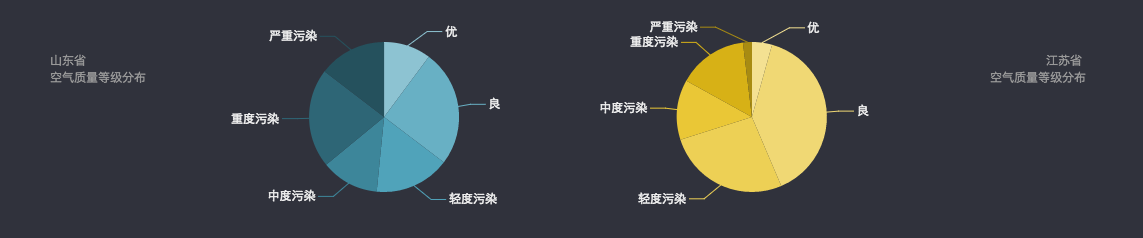 山东省
空气质量等级分布
严重污染
优
良
重度污染
中度污染
轻度污染
严重污染
优
重度污染
中度污染
良
轻度污染
江苏省
空气质量等级分布